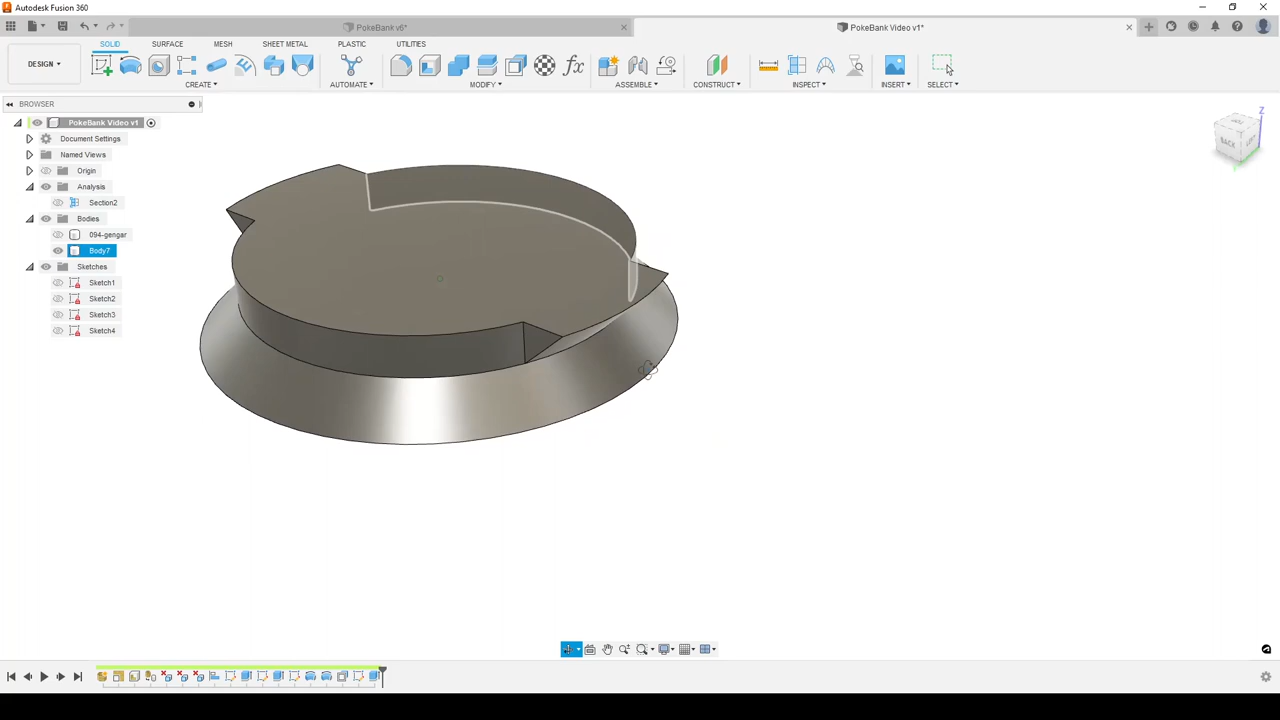 Autodesk Fusion 360
PokeBank v6*
PokeBank Video v1*
SOLID SURFACE MESH SHEET METAL PLASTIC UTILITIES
DESIGN
CREATE AUTOMATE MODIFY ASSEMBLE CONSTRUCT INSPECT INSERT SELECT
BROWSER
PokeBank Video v1
Document Settings
Named Views
Origin
Analysis
Section2
Bodies
094-gengar
Body7
Sketches
Sketch1
Sketch2
Sketch3
Sketch4
Z
BACK